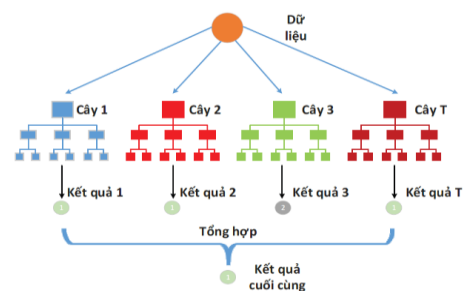 Dữ
liệu
Cây 1
Cây 2
Cây 3
Cây T
Kết quả 1
Kết quả 2
Kết quả 3
Kết quả T
1
1
2
1
Tổng hợp
1
Kết quả
cuối cùng